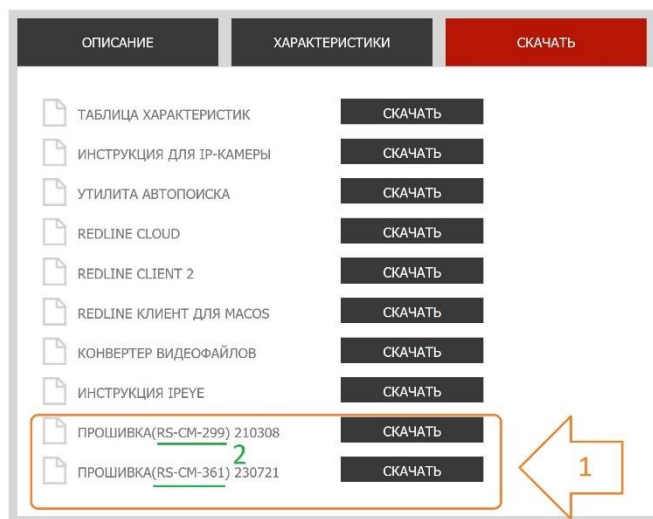 ОПИСАНИЕ ХАРАКТЕРИСТИКИ СКАЧАТЬ
ТАБЛИЦА ХАРАКТЕРИСТИК СКАЧАТЬ
ИНСТРУКЦИЯ ДЛЯ IP-КАМЕРЫ СКАЧАТЬ
УТИЛИТА АВТОПОИСКА СКАЧАТЬ
REDLINE CLOUD СКАЧАТЬ
REDLINE CLIENT 2 СКАЧАТЬ
REDLINE КЛИЕНТ ДЛЯ MACOS СКАЧАТЬ
КОНВЕРТЕР ВИДЕОФАЙЛОВ СКАЧАТЬ
ИНСТРУКЦИЯ IPEYE СКАЧАТЬ
ПРОШИВКА(RS-CM-299) 210308 СКАЧАТЬ
2
ПРОШИВКА(RS-CM-361) 230721 СКАЧАТЬ
1